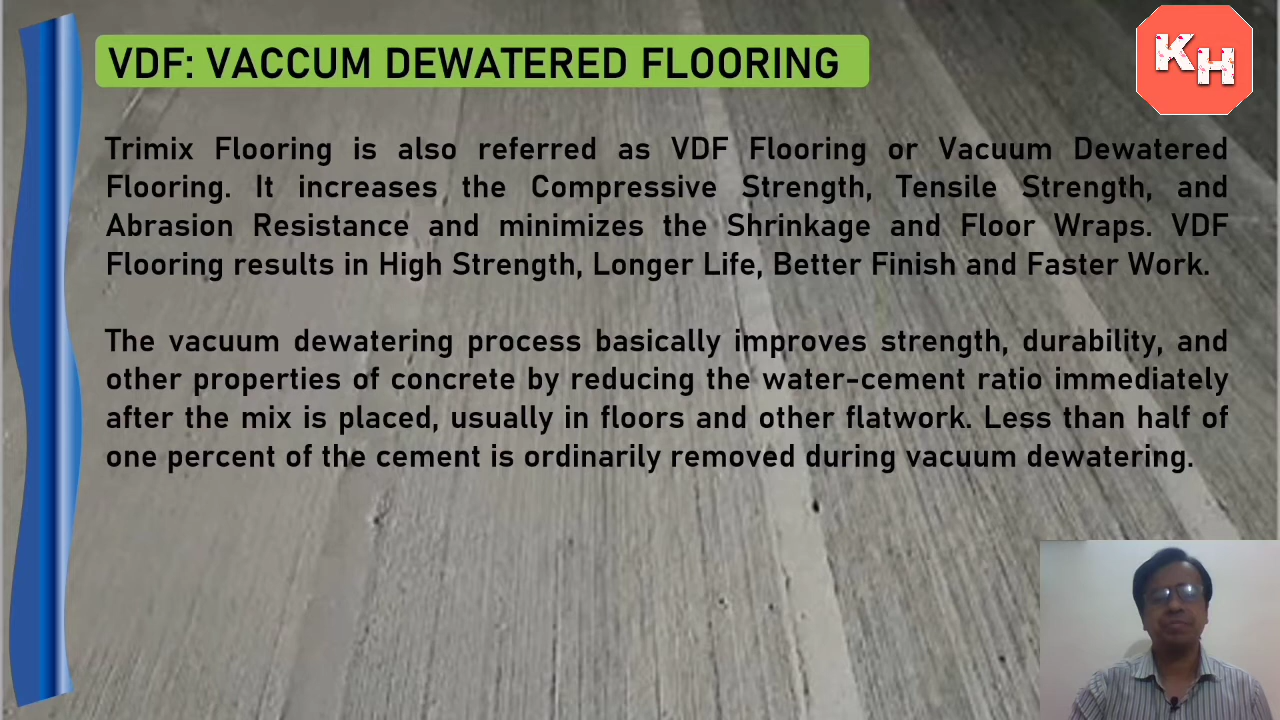 VDF: VACCUM DEWATERED FLOORING
KH
Trimix Flooring is also referred as VDF Flooring or Vacuum Dewatered
Flooring. It increases the Compressive Strength, Tensile Strength, and
Abrasion Resistance and minimizes the Shrinkage and Floor Wraps. VDF
Flooring results in High Strength, Longer Life, Better Finish and Faster Work.
The vacuum dewatering process basically improves strength, durability, and
other properties of concrete by reducing the water-cement ratio immediately
after the mix is placed, usually in floors and other flatwork. Less than half of
one percent of the cement is ordinarily removed during vacuum dewatering.